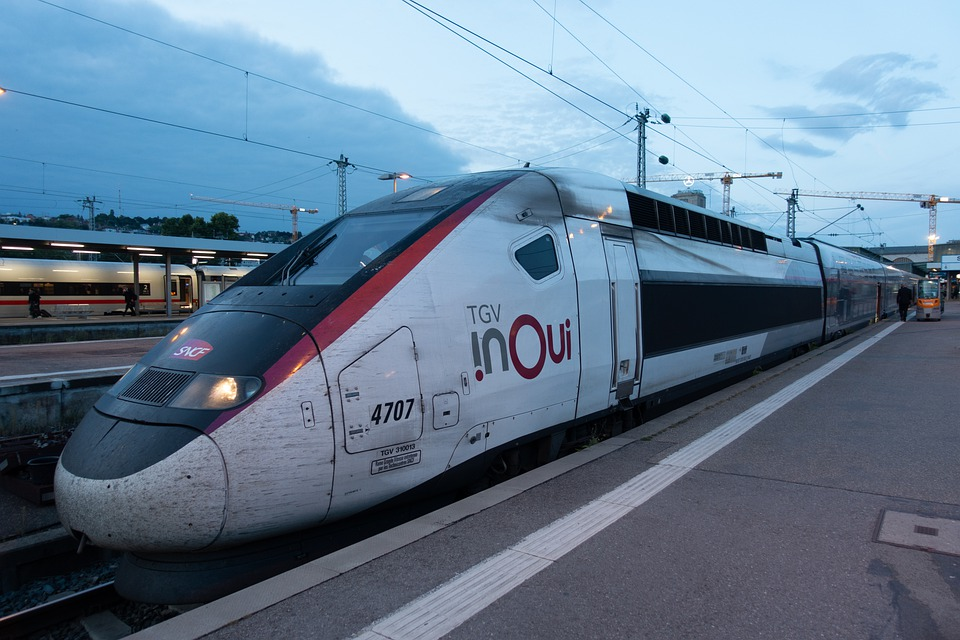 SNCF
TGV
inOui
4707
TGV 310013